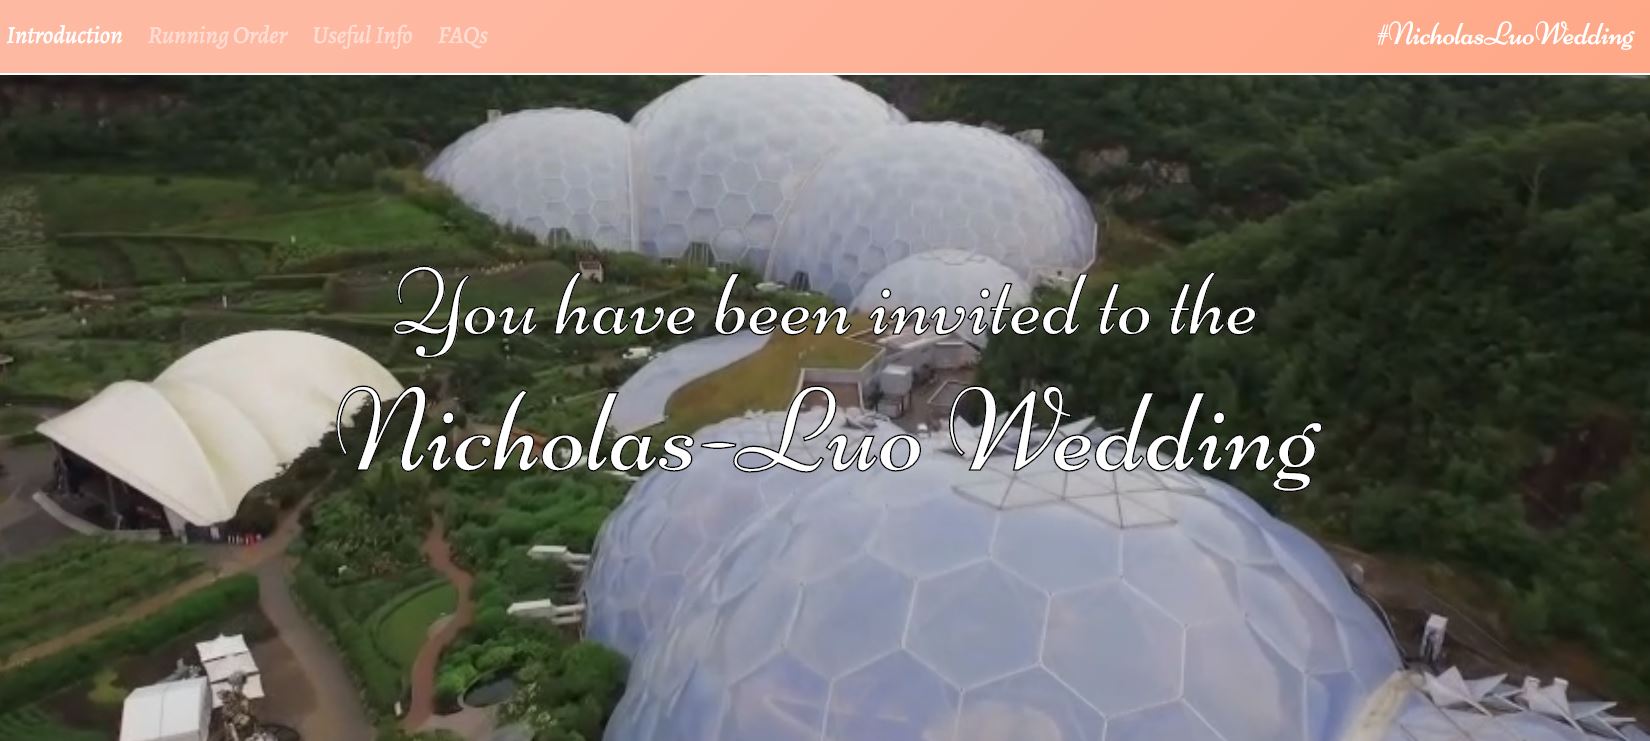 Introduction Running Order Useful Info FAQs #NicholasLuoWedding
You have been invited to the
Nicholas-Luo Wedding